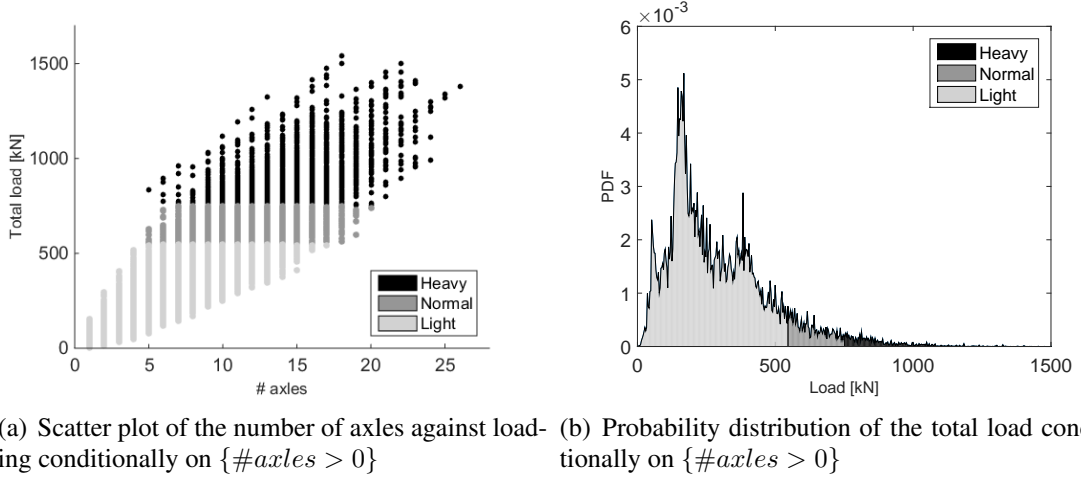 Total load [kN]
1500
1000
500
0
0 5 10 15 20 25
# axles
Heavy
Normal
Light
×10⁻³
PDF
6
5
4
3
2
1
0
0 500 1000 1500
Load [kN]
Heavy
Normal
Light
a) Scatter plot of the number of axles against load-
ing conditionally on {#axles > 0}
(b) Probability distribution of the total load con
tionally on {#axles > 0}